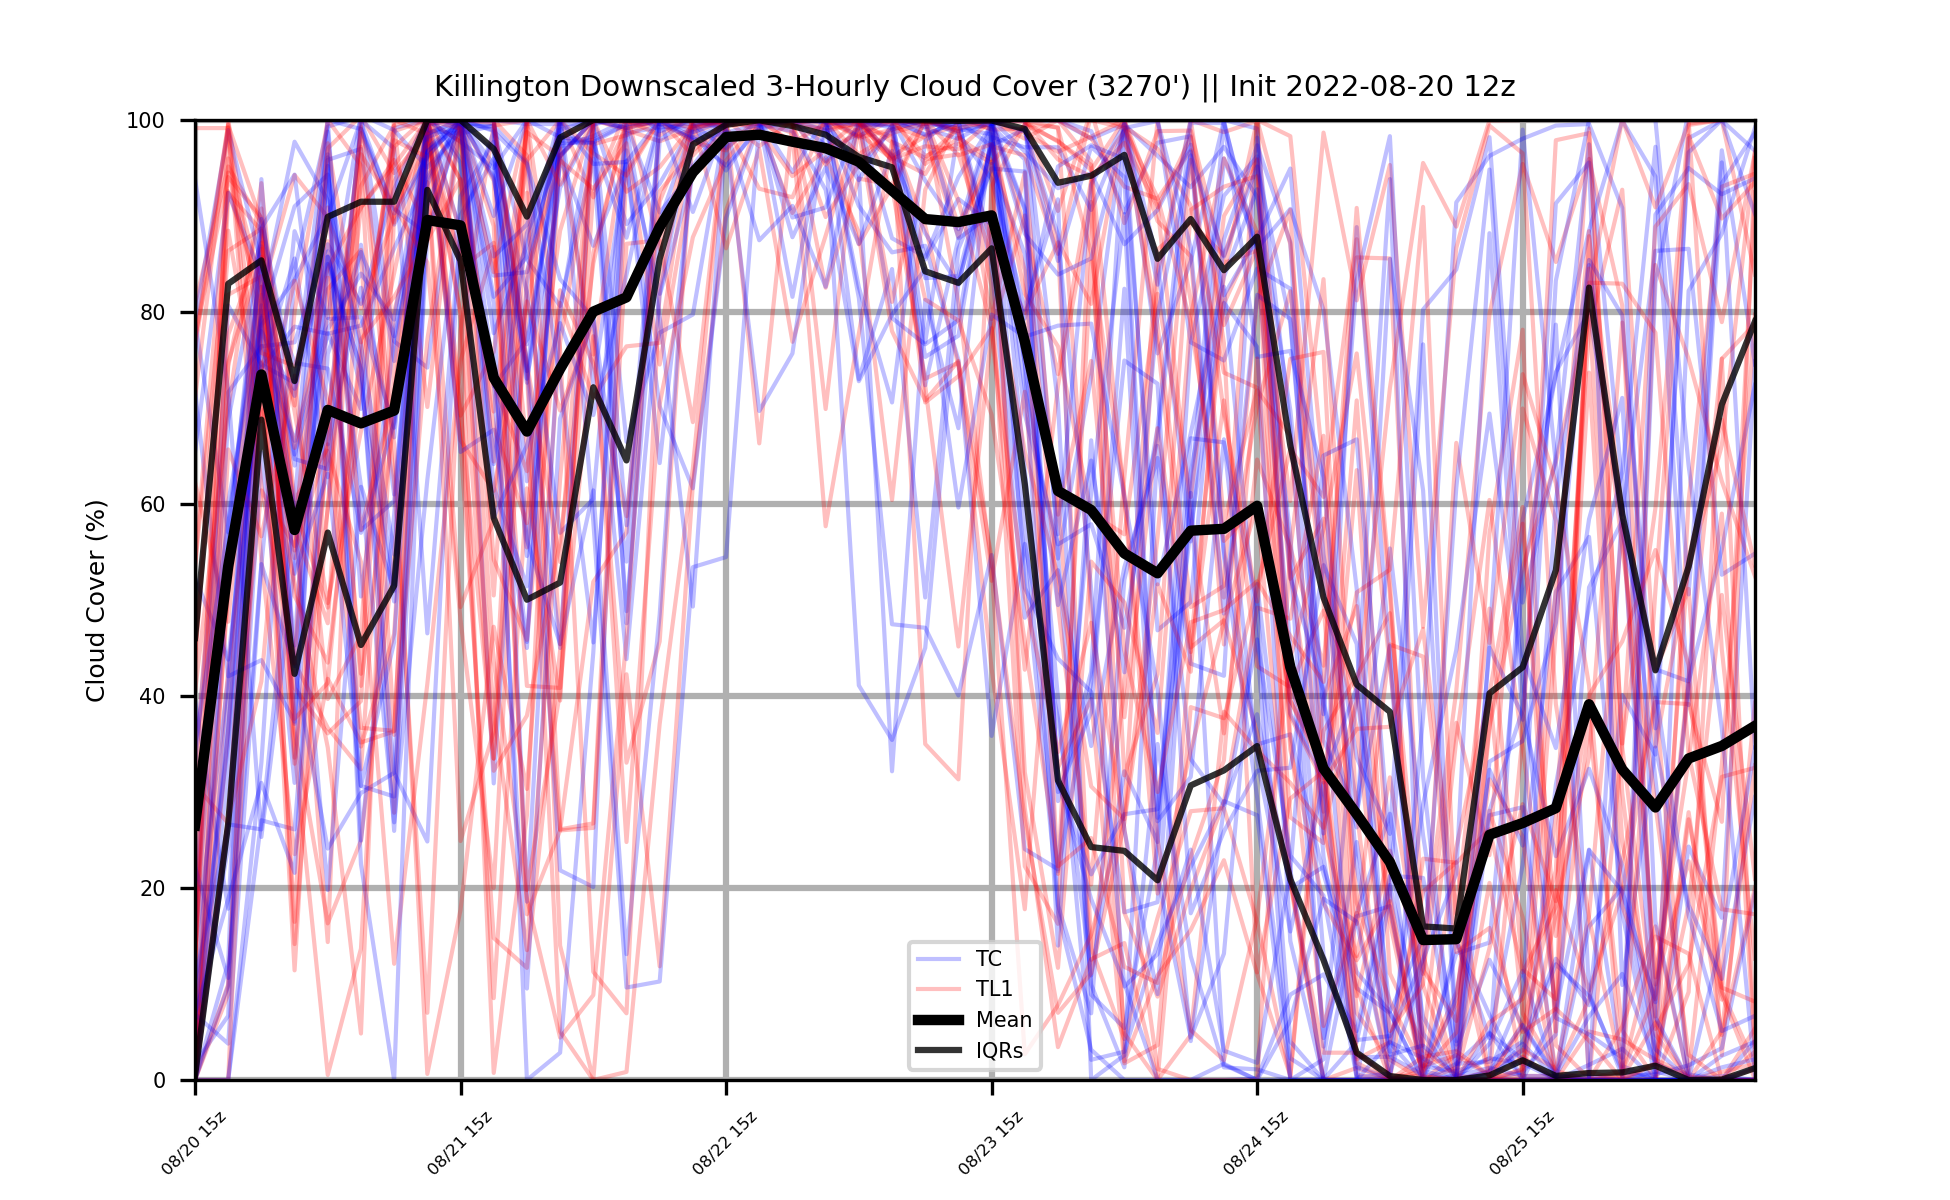 Killington Downscaled 3-Hourly Cloud Cover (3270') || Init 2022-08-20 12z
100
80
60
40
20
0
Cloud Cover (%)
TC
TL1
Mean
IQRs
08/20 15z
08/21 15z
08/22 15z
08/23 15z
08/24 15z
08/25 15z